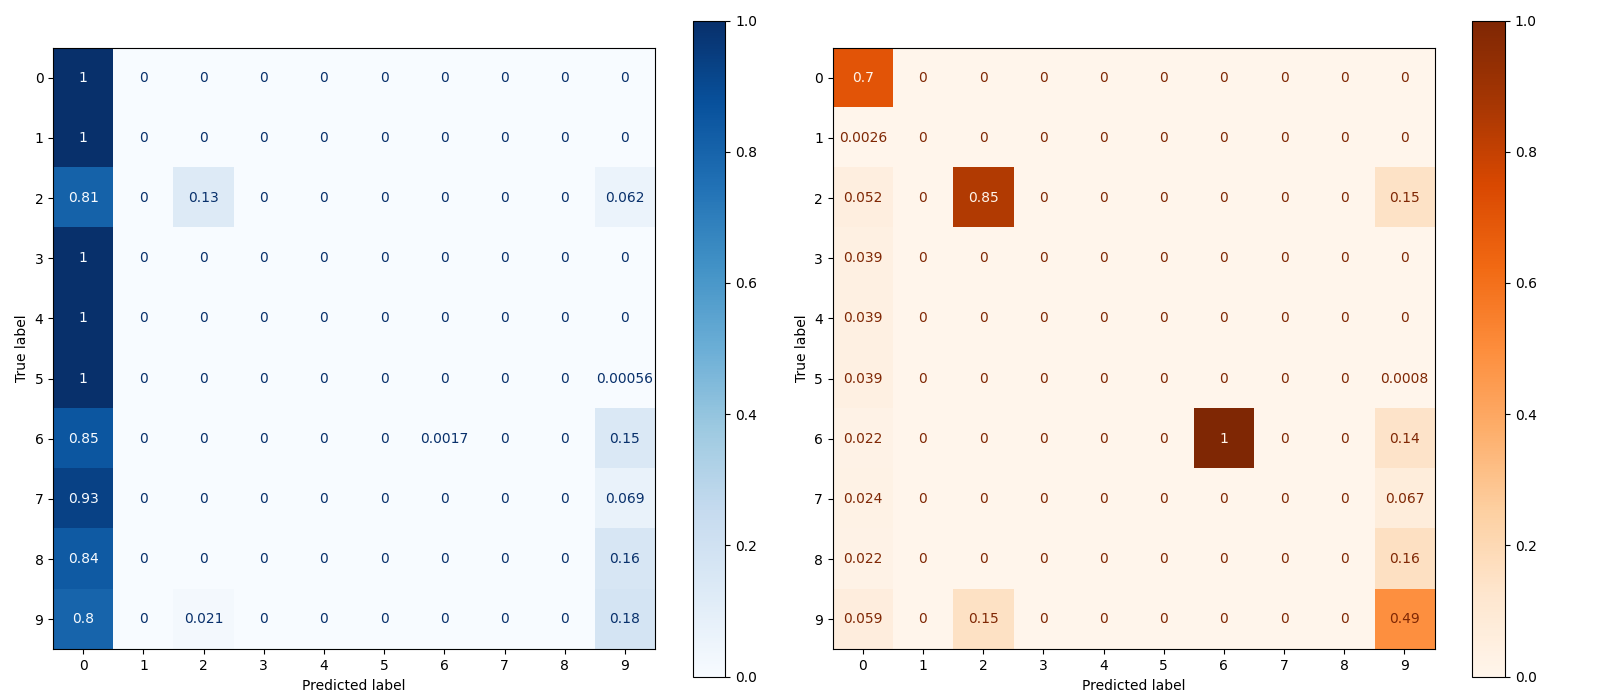 1.0 1.0
0 1 0 0 0 0 0 0 0 0 0 0 0.7 0 0 0 0 0 0 0 0 0
1 1 0 0 0 0 0 0 0 0 0 1 0.0026 0 0 0 0 0 0 0 0 0
0.8 0.8
2 0.81 0 0.13 0 0 0 0 0 0 0.062 2 0.052 0 0.85 0 0 0 0 0 0 0.15
3 1 0 0 0 0 0 0 0 0 0 3 0.039 0 0 0 0 0 0 0 0 0
0.6 0.6
4 1 0 0 0 0 0 0 0 0 0 4 0.039 0 0 0 0 0 0 0 0 0
True label True label
5 1 0 0 0 0 0 0 0 0 0.00056 5 0.039 0 0 0 0 0 0 0 0 0.0008
0.4 0.4
6 0.85 0 0 0 0 0 0.0017 0 0 0.15 6 0.022 0 0 0 0 0 1 0 0 0.14
7 0.93 0 0 0 0 0 0 0 0 0.069 7 0.024 0 0 0 0 0 0 0 0 0.067
0.2 0.2
8 0.84 0 0 0 0 0 0 0 0 0.16 8 0.022 0 0 0 0 0 0 0 0 0.16
9 0.8 0 0.021 0 0 0 0 0 0 0.18 9 0.059 0 0.15 0 0 0 0 0 0 0.49
0 1 2 3 4 5 6 7 8 9 0 1 2 3 4 5 6 7 8 9
0.0 0.0
Predicted label Predicted label